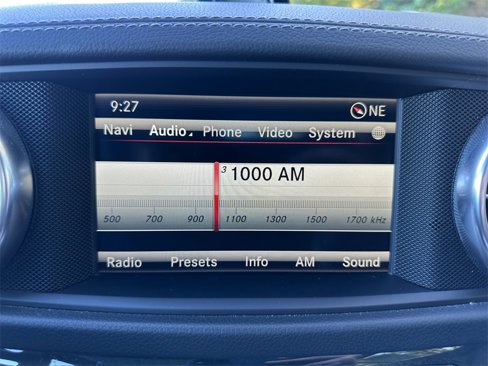 9:27 NE
Navi Audio Phone Video System
3 1000 AM
500 700 900 1100 1300 1500 1700 kHz
Radio Presets Info AM Sound